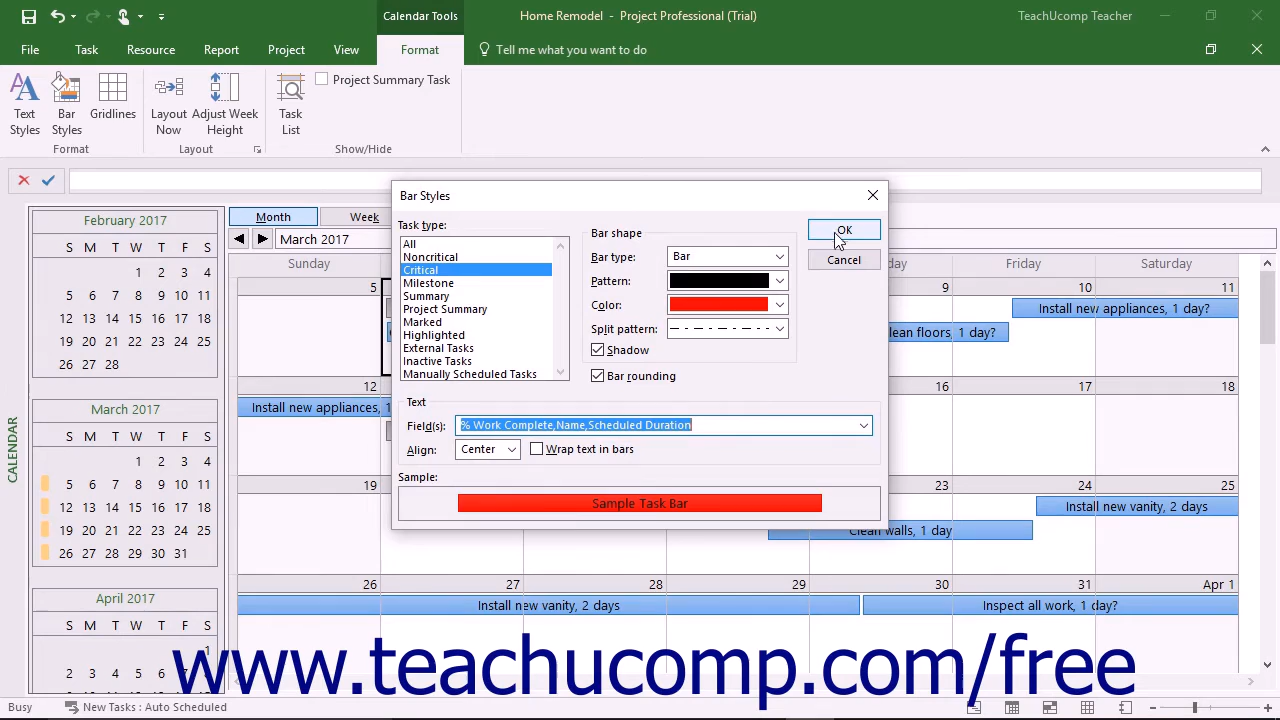 Calendar Tools
Home Remodel - Project Professional (Trial)
TeachUcomp Teacher
File Task Resource Report Project View Format Tell me what you want to do
Text Styles
Bar Styles
Gridlines
Format
Layout Now
Adjust Week Height
Layout
Task List
Project Summary Task
Show/Hide
CALENDAR
February 2017
S M T W T F S
1 2 3 4
5 6 7 8 9 10 11
12 13 14 15 16 17 18
19 20 21 22 23 24 25
26 27 28
March 2017
S M T W T F S
1 2 3 4
5 6 7 8 9 10 11
12 13 14 15 16 17 18
19 20 21 22 23 24 25
26 27 28 29 30 31
April 2017
S M T W T F S
1
2 3 4 5 6 7 8
Month Week
March 2017
Sunday day Friday Saturday
5 9 10 11
Install new appliances, 1 day?
lean floors, 1 day?
12 16 17 18
Install new appliances, 1
19 23 24 25
Install new vanity, 2 days
Clean walls, 1 day
26 27 28 29 30 31 Apr 1
Install new vanity, 2 days
Inspect all work, 1 day?
Bar Styles
Task type:
All
Noncritical
Critical
Milestone
Summary
Project Summary
Marked
Highlighted
External Tasks
Inactive Tasks
Manually Scheduled Tasks
Bar shape
Bar type: Bar
Pattern:
Color:
Split pattern:
Shadow
Bar rounding
OK
Cancel
Text
Field(s): % Work Complete,Name,Scheduled Duration
Align: Center Wrap text in bars
Sample:
Sample Task Bar
www.teachucomp.com/free
Busy New Tasks : Auto Scheduled